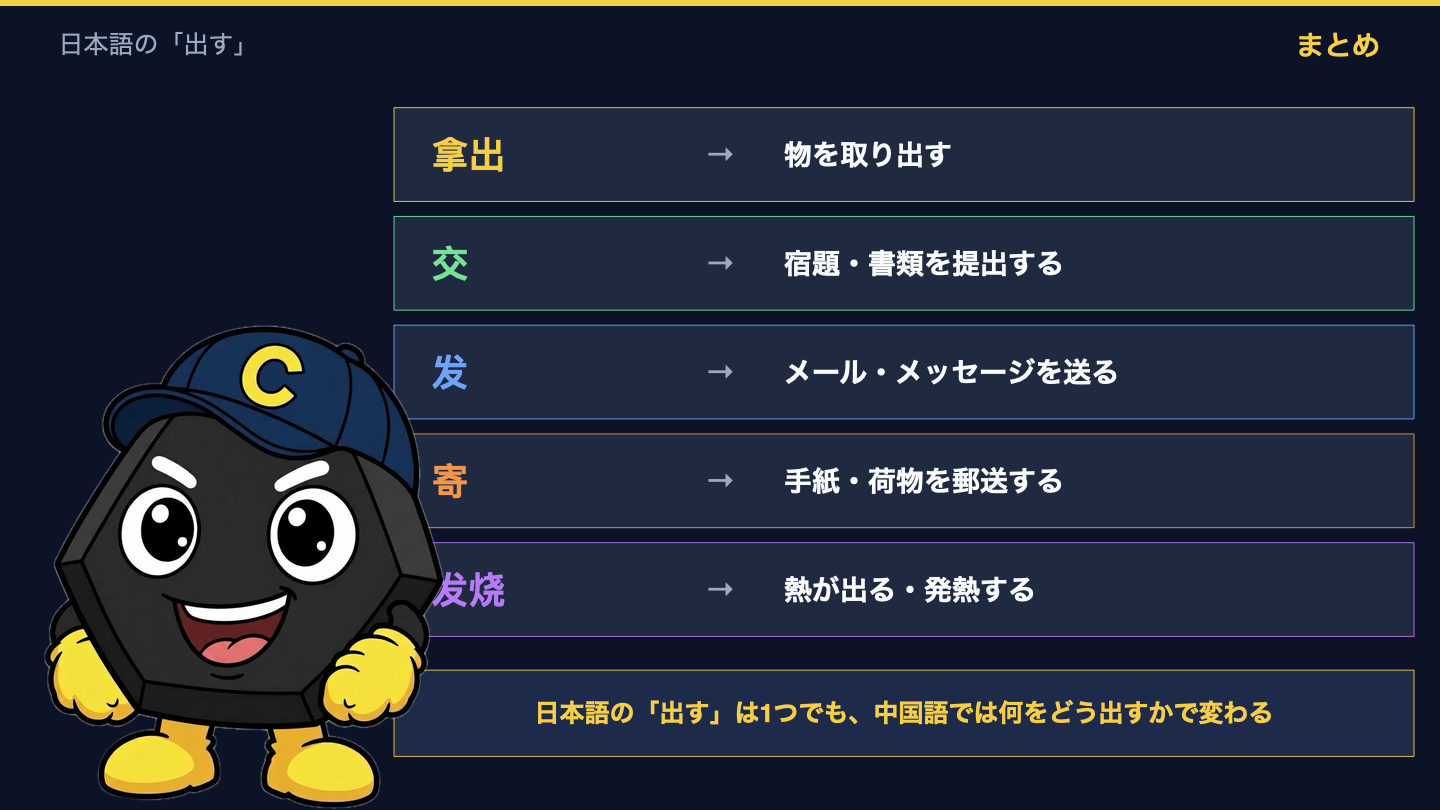 日本語の「出す」
まとめ
拿出 → 物を取り出す
交 → 宿題・書類を提出する
发 → メール・メッセージを送る
寄 → 手紙・荷物を郵送する
发烧 → 熱が出る・発熱する
日本語の「出す」は1つでも、中国語では何をどう出すかで変わる
C